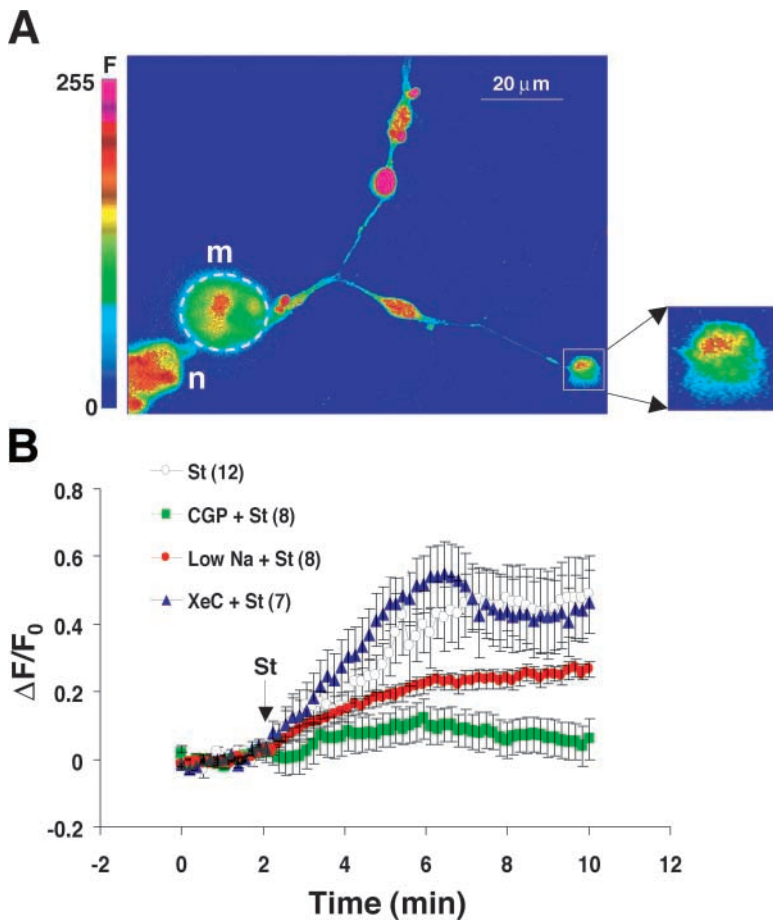 A
F
255
0
20 μm
m
n
B
St (12)
CGP + St (8)
Low Na + St (8)
XeC + St (7)
St
ΔF/F₀
0.8
0.6
0.4
0.2
0
-0.2
-2 0 2 4 6 8 10 12
Time (min)